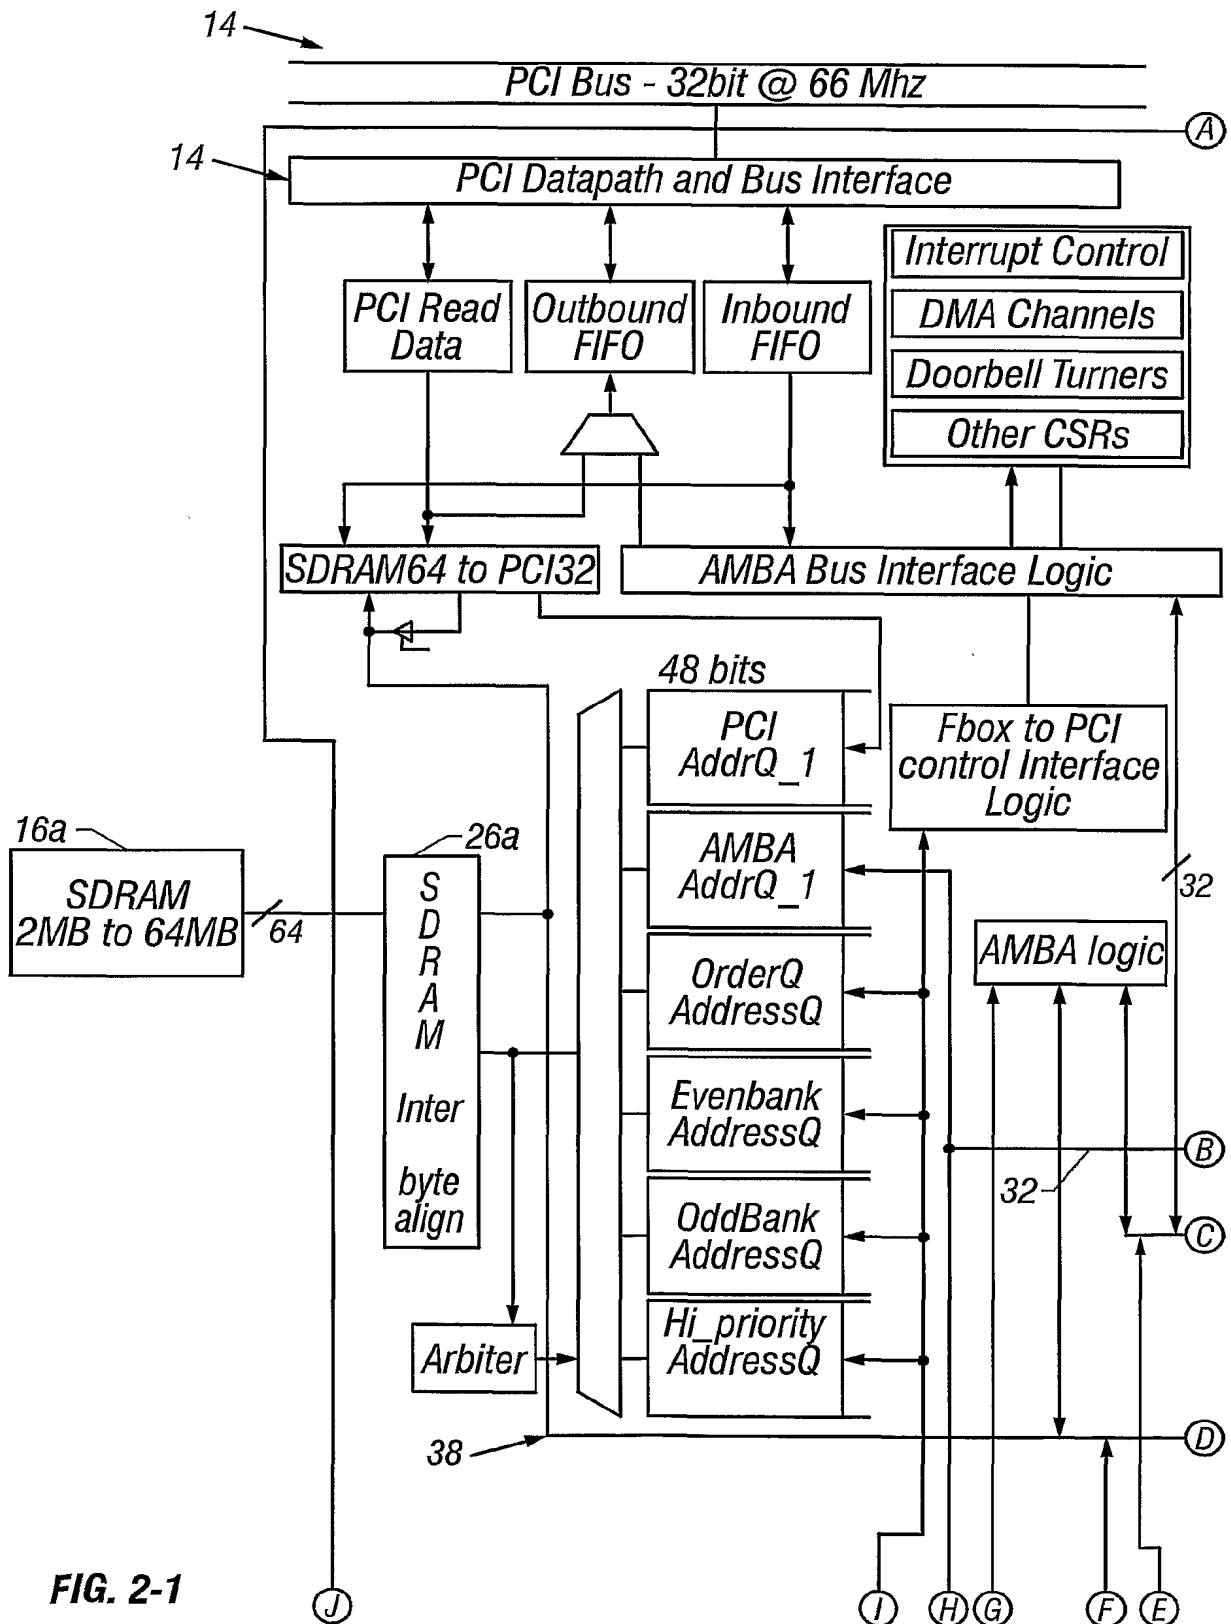 14
PCI Bus - 32bit @ 66 Mhz
A
14
PCI Datapath and Bus Interface
Interrupt Control
DMA Channels
Doorbell Turners
Other CSRs
PCI Read
Data
Outbound
FIFO
Inbound
FIFO
SDRAM64 to PCI32
AMBA Bus Interface Logic
48 bits
PCI
AddrQ_1
Fbox to PCI
control Interface
Logic
16a
SDRAM
2MB to 64MB
64
26a
S
D
R
A
M
Inter
byte
align
AMBA
AddrQ_1
32
AMBA logic
OrderQ
AddressQ
Evenbank
AddressQ
32
B
OddBank
AddressQ
C
Arbiter
Hi_priority
AddressQ
38
D
FIG. 2-1
J
I
H
G
F
E